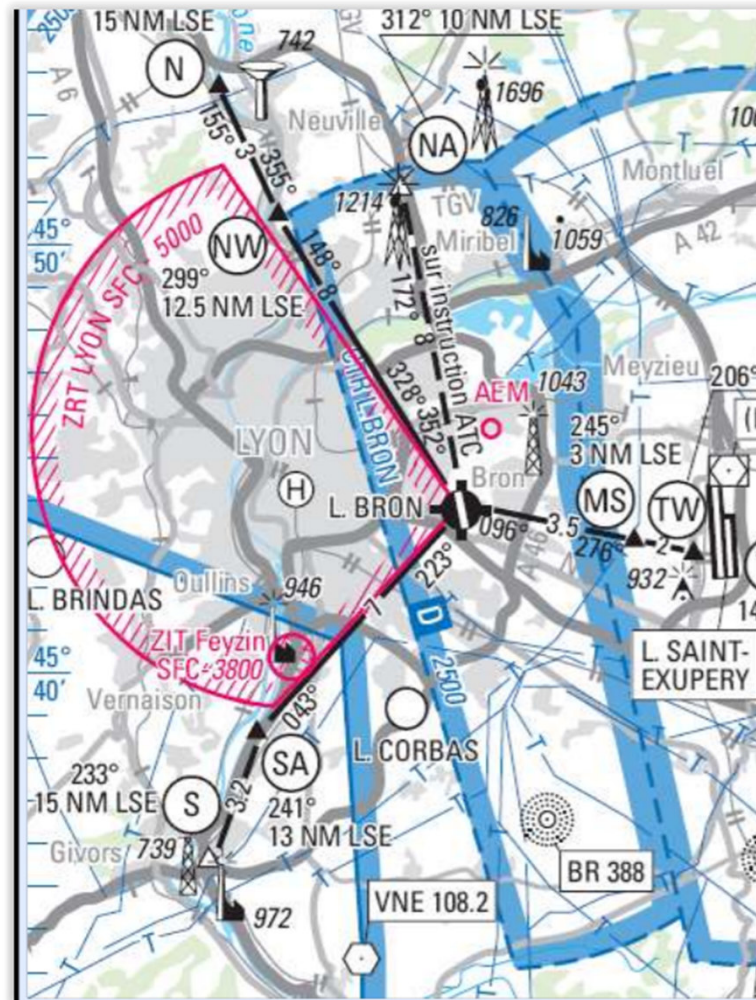 15 NM LSE
N
742
312° 10 NM LSE
1696
NA
A 6
155°
3
355°
Neuville
Montluel
1214
TGV
Miribel
826
1059
A 42
45°
50'
NW
299°
12.5 NM LSE
ZRT LYON SFC - 5000
148°
8
328°
172°
8
352°
sur instruction ATC
CTR L.BRON
AEM
1043
Meyzieu
206°
245°
3 NM LSE
LYON
H
Bron
L. BRON
MS
TW
096°
3.5
276°
2
A 46
932
223°
7
043°
L. BRINDAS
Oullins
946
ZIT Feyzin
SFC-3800
45°
40'
Vernaison
D
2500
L. SAINT-
EXUPERY
L. CORBAS
SA
241°
13 NM LSE
233°
15 NM LSE
S
3.2
Givors
739
972
BR 388
VNE 108.2